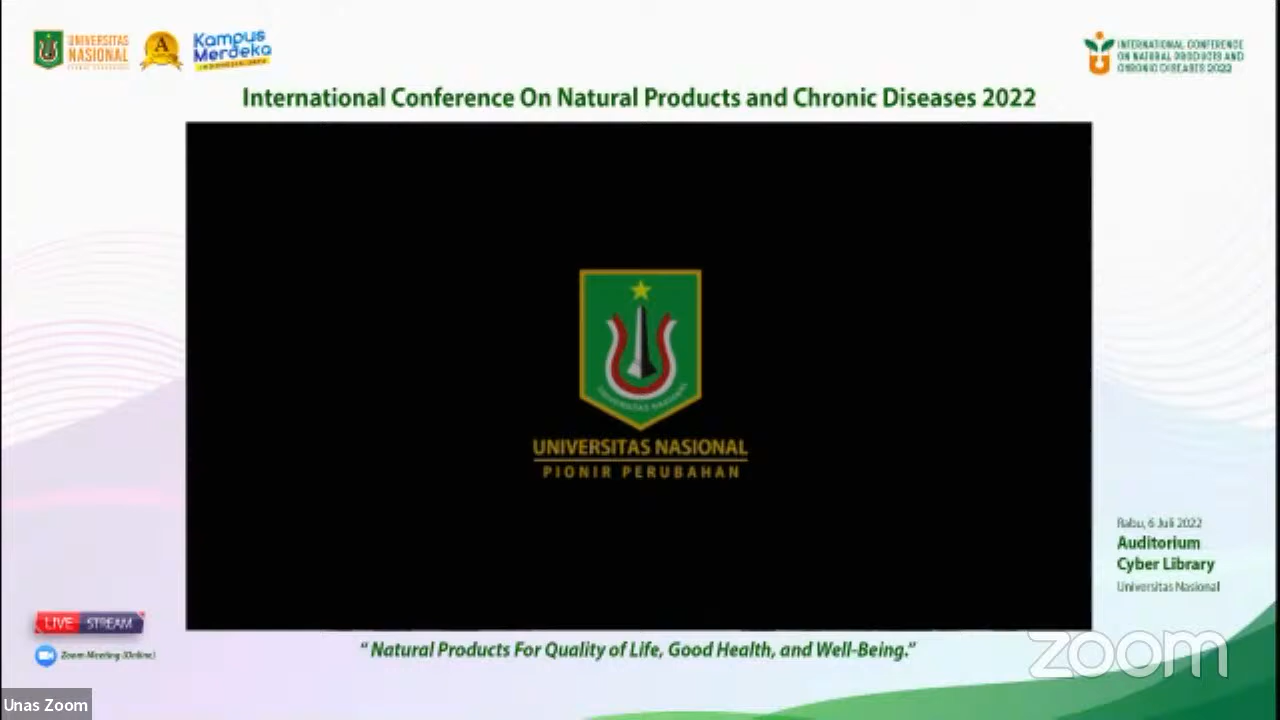 UNIVERSITAS
NASIONAL
A
Kampus
Merdeka
INTERNATIONAL CONFERENCE
ON NATURAL PRODUCTS AND
CHRONIC DISEASES 2022
International Conference On Natural Products and Chronic Diseases 2022
UNIVERSITAS NASIONAL
UNIVERSITAS NASIONAL
PIONIR PERUBAHAN
Rabu, 6 Juli 2022
Auditorium
Cyber Library
Universitas Nasional
LIVE STREAM
Zoom Meeting (Online)
“ Natural Products For Quality of Life, Good Health, and Well-Being.”
zoom
Unas Zoom